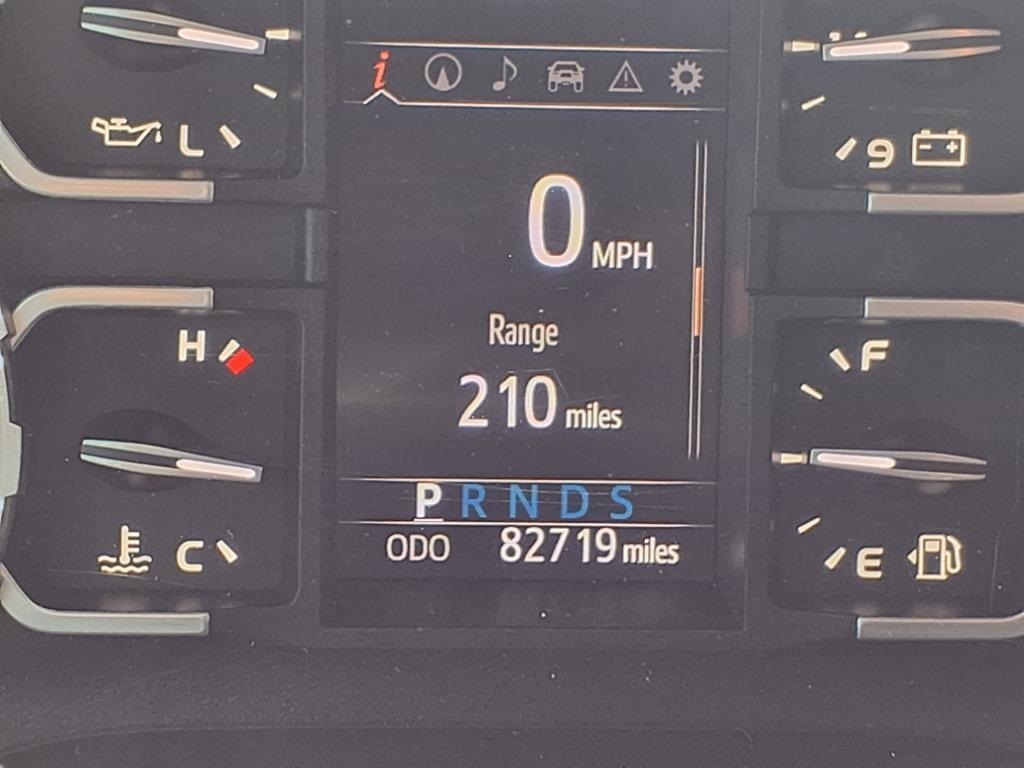 i
L
9
0 MPH
Range
210 miles
H
F
P R N D S
ODO 82719 miles
C
E